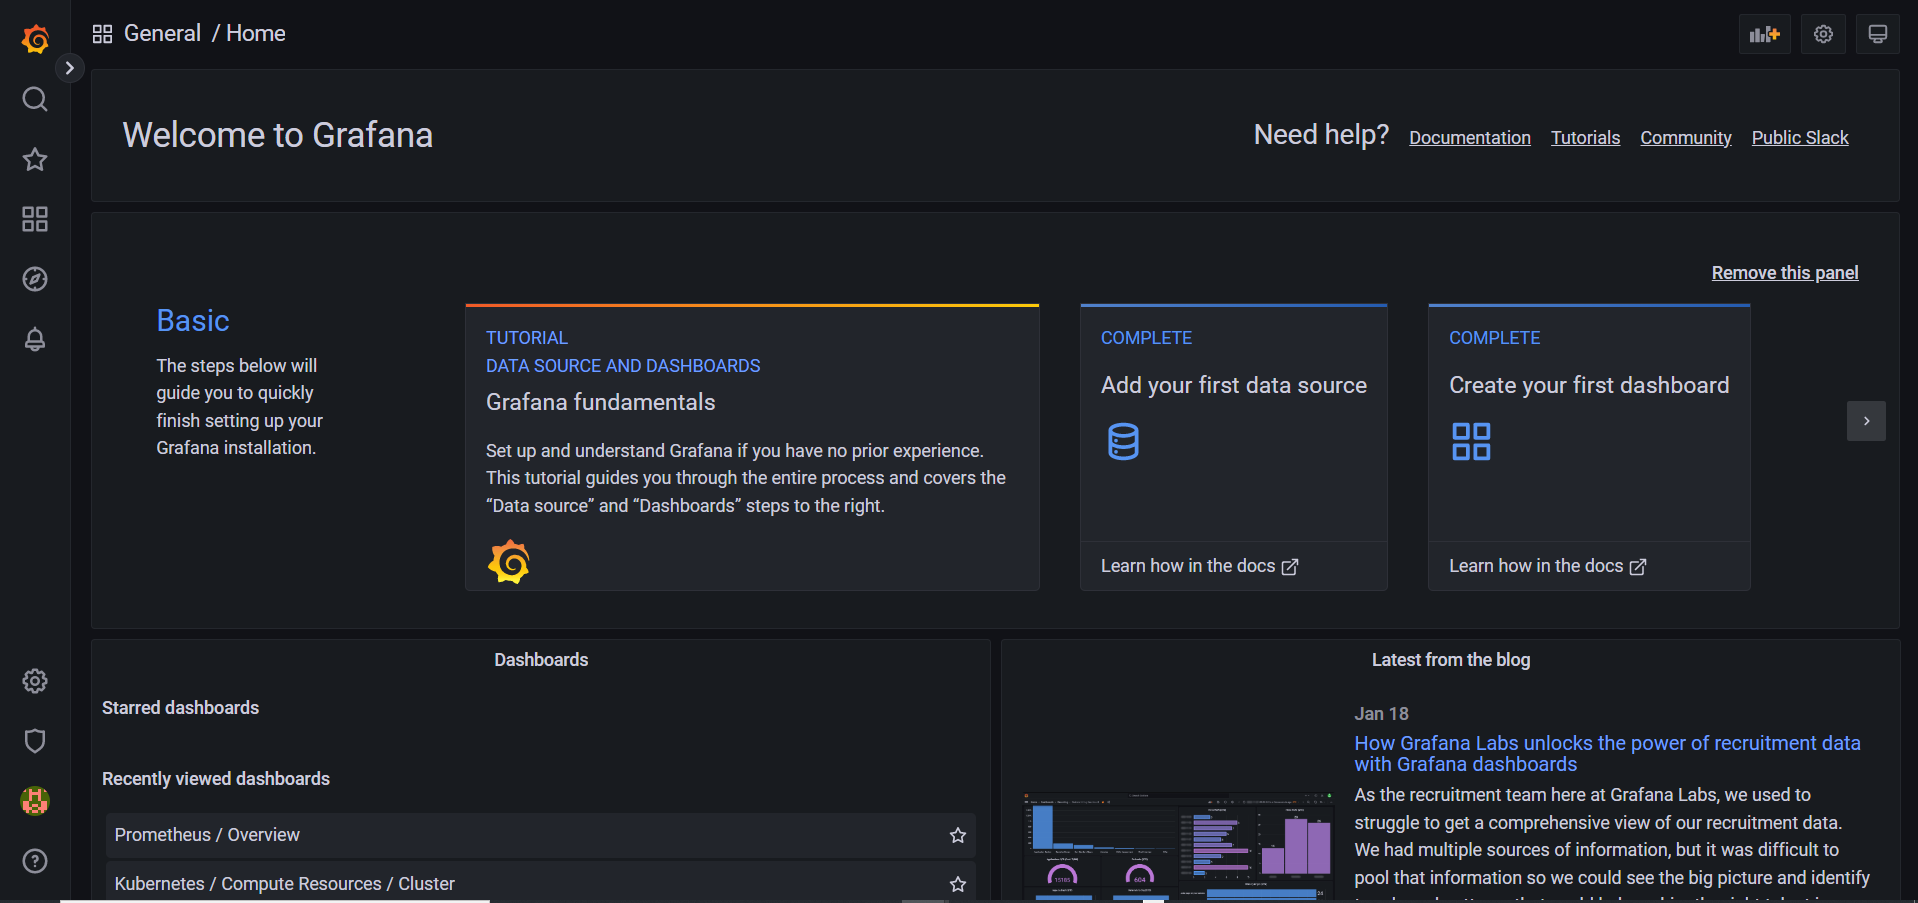 General / Home
Welcome to Grafana
Need help? Documentation Tutorials Community Public Slack
Remove this panel
Basic
The steps below will
guide you to quickly
finish setting up your
Grafana installation.
TUTORIAL
DATA SOURCE AND DASHBOARDS
Grafana fundamentals
Set up and understand Grafana if you have no prior experience.
This tutorial guides you through the entire process and covers the
“Data source” and “Dashboards” steps to the right.
COMPLETE
Add your first data source
Learn how in the docs
COMPLETE
Create your first dashboard
Learn how in the docs
Dashboards
Starred dashboards
Recently viewed dashboards
Prometheus / Overview
Kubernetes / Compute Resources / Cluster
Latest from the blog
Jan 18
How Grafana Labs unlocks the power of recruitment data
with Grafana dashboards
As the recruitment team here at Grafana Labs, we used to
struggle to get a comprehensive view of our recruitment data.
We had multiple sources of information, but it was difficult to
pool that information so we could see the big picture and identify
15185
604